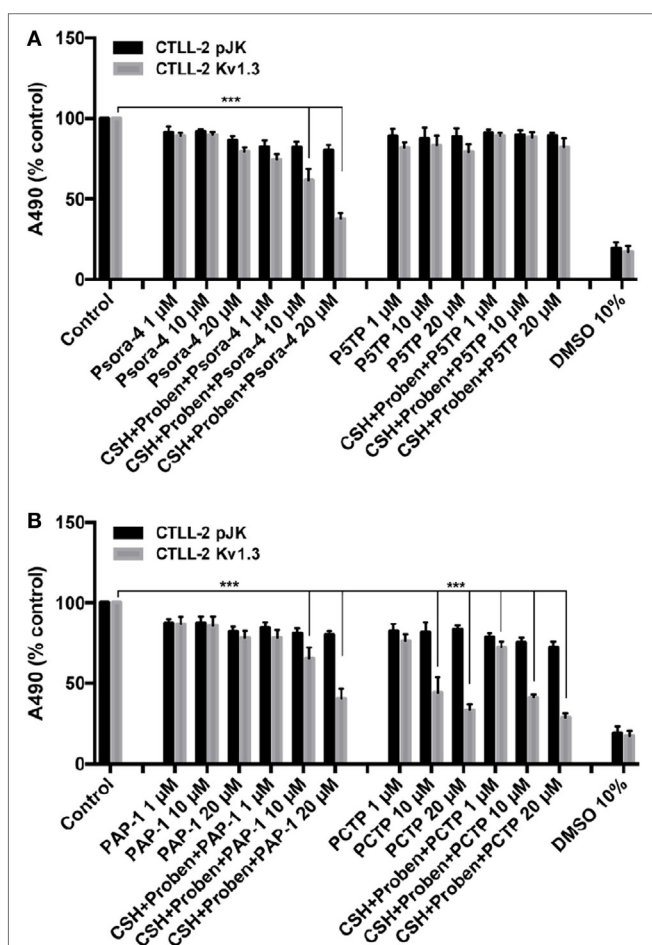 A
150
CTLL-2 pJK
CTLL-2 Kv1.3
***
100
50
0
A490 (% control)
Control
Psora-4 1 µM
Psora-4 10 µM
Psora-4 20 µM
CSH+Proben+Psora-4 1 µM
CSH+Proben+Psora-4 10 µM
CSH+Proben+Psora-4 20 µM
P5TP 1 µM
P5TP 10 µM
P5TP 20 µM
CSH+Proben+P5TP 1 µM
CSH+Proben+P5TP 10 µM
CSH+Proben+P5TP 20 µM
DMSO 10%
B
150
CTLL-2 pJK
CTLL-2 Kv1.3
*** ***
100
50
0
A490 (% control)
Control
PAP-1 1 µM
PAP-1 10 µM
PAP-1 20 µM
CSH+Proben+PAP-1 1 µM
CSH+Proben+PAP-1 10 µM
CSH+Proben+PAP-1 20 µM
PCTP 1 µM
PCTP 10 µM
PCTP 20 µM
CSH+Proben+PCTP 1 µM
CSH+Proben+PCTP 10 µM
CSH+Proben+PCTP 20 µM
DMSO 10%